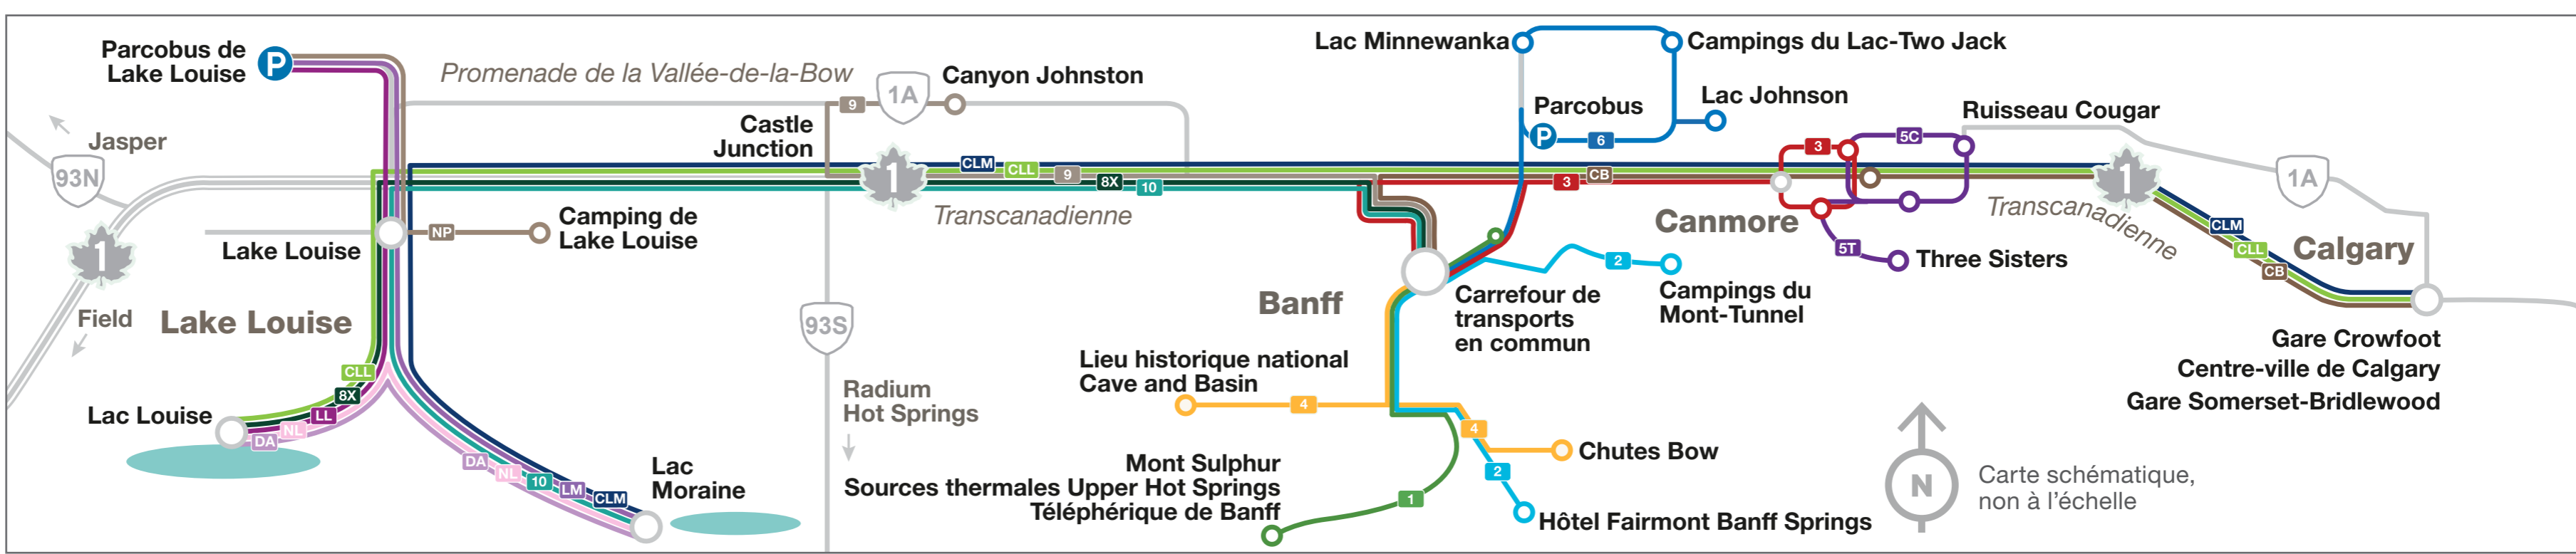 Parcobus de
Lake Louise
P
Promenade de la Vallée-de-la-Bow
9
1A
Canyon Johnston
Jasper
93N
Castle
Junction
1
CLM
CLL
9
8X
10
Transcanadienne
1
Field
Lake Louise
NP
Camping de
Lake Louise
Lake Louise
93S
Radium
Hot Springs
CLL
8X
LL
NL
DA
Lac Louise
DA
NL
10
LM
CLM
Lac
Moraine
Lac Minnewanka
Campings du Lac-Two Jack
Parcobus
P
6
Lac Johnson
Ruisseau Cougar
3
5C
3
CB
Canmore
5T
Three Sisters
1
Transcanadienne
1A
CLM
CLL
CB
Calgary
Gare Crowfoot
Centre-ville de Calgary
Gare Somerset-Bridlewood
Banff
2
Carrefour de
transports
en commun
Campings du
Mont-Tunnel
Lieu historique national
Cave and Basin
4
4
Chutes Bow
2
Hôtel Fairmont Banff Springs
Mont Sulphur
Sources thermales Upper Hot Springs
Téléphérique de Banff
1
N
Carte schématique,
non à l'échelle